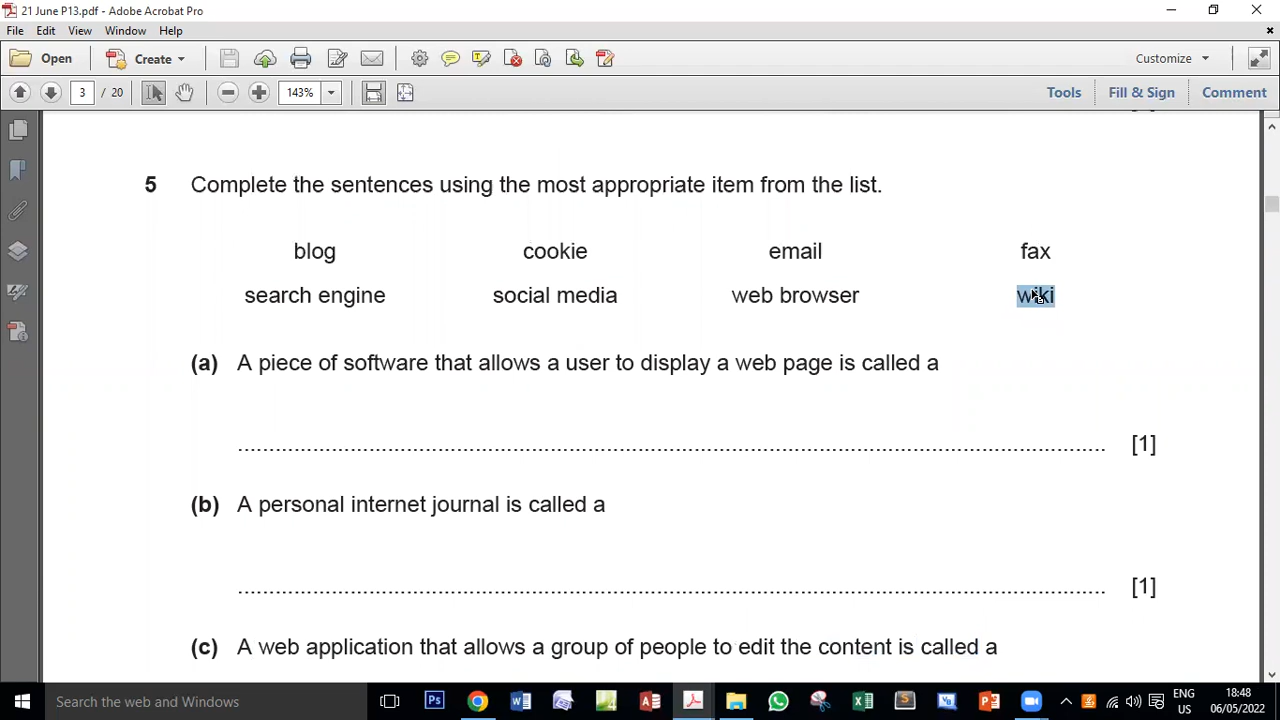 21 June P13.pdf - Adobe Acrobat Pro
File Edit View Window Help
Open Create Customize
3 / 20 143% Tools Fill & Sign Comment
5 Complete the sentences using the most appropriate item from the list.
blog cookie email fax
search engine social media web browser wiki
(a) A piece of software that allows a user to display a web page is called a
.......................................................................................................................................... [1]
(b) A personal internet journal is called a
.......................................................................................................................................... [1]
(c) A web application that allows a group of people to edit the content is called a
Search the web and Windows
ENG 18:48
US 06/05/2022